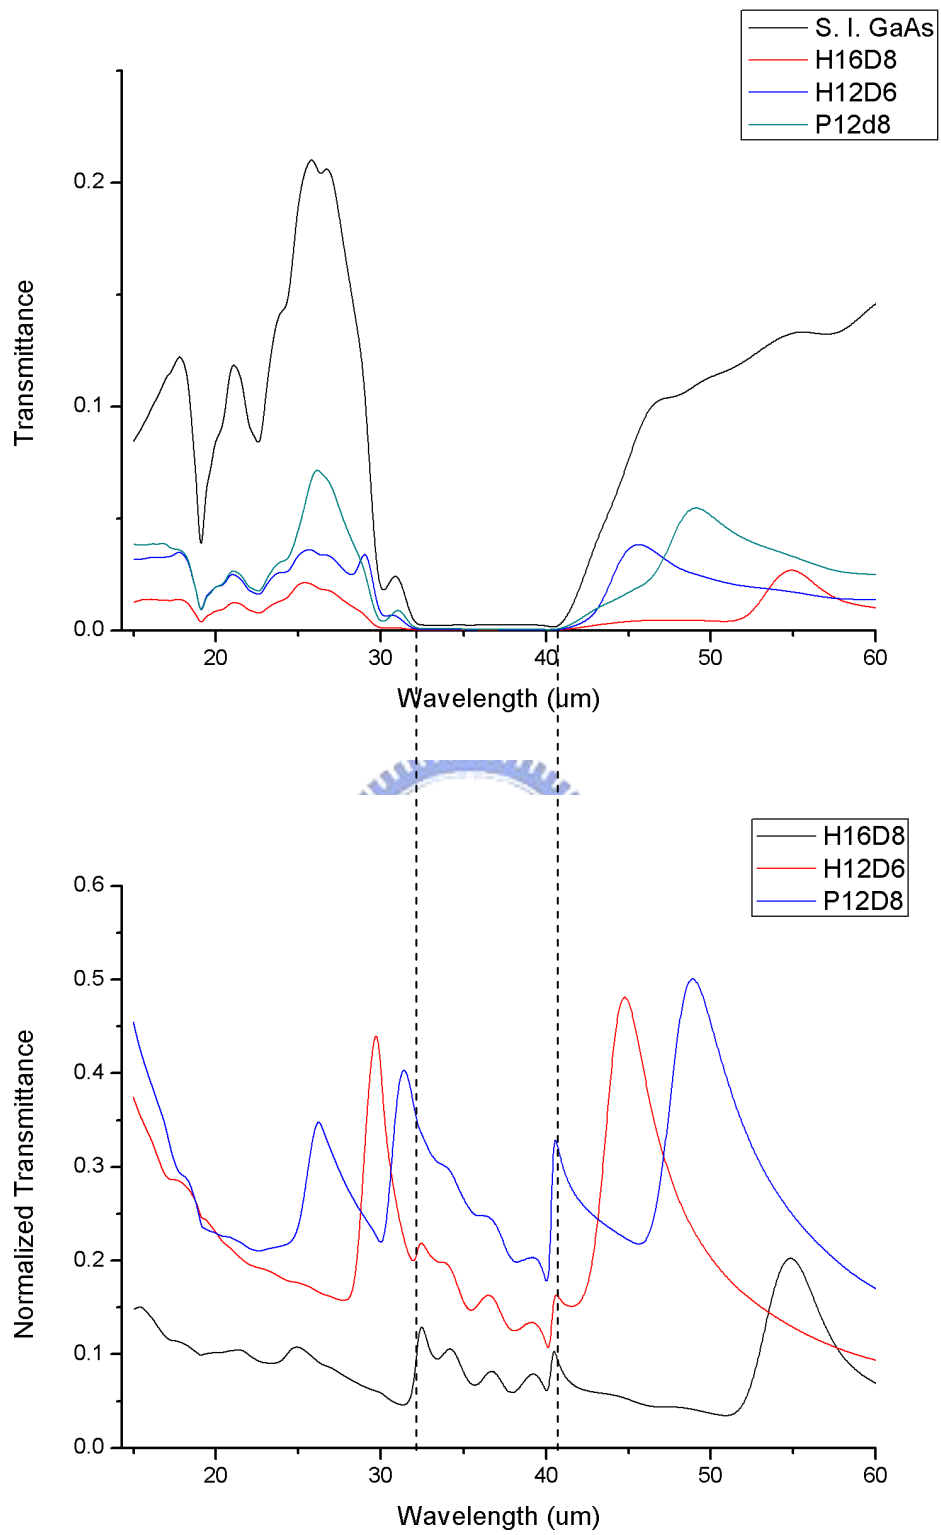 S. I. GaAs
H16D8
H12D6
P12d8
0.2
0.1
0.0
Transmittance
20 30 40 50 60
Wavelength (um)
H16D8
H12D6
P12D8
0.6
0.5
0.4
0.3
0.2
0.1
0.0
Normalized Transmittance
20 30 40 50 60
Wavelength (um)